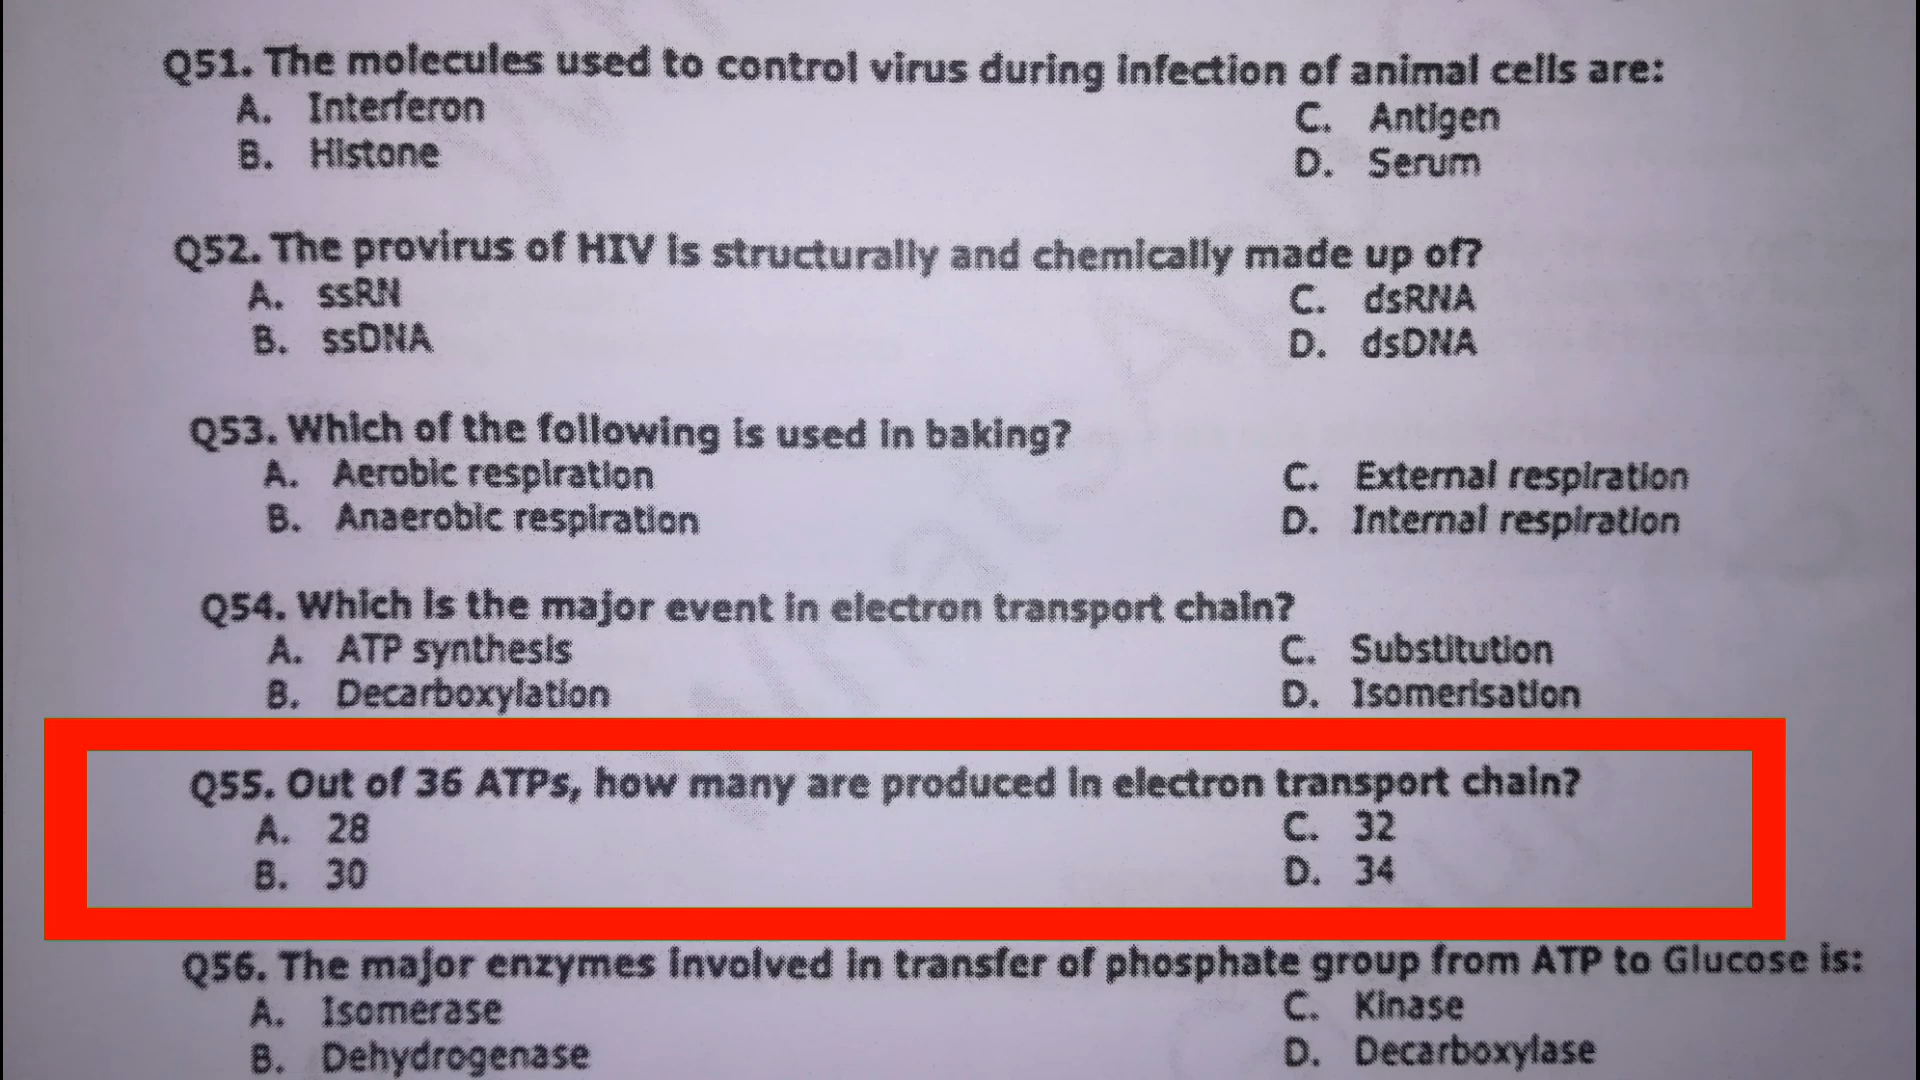 Q51. The molecules used to control virus during infection of animal cells are:
A. Interferon
C. Antigen
B. Histone
D. Serum
Q52. The provirus of HIV is structurally and chemically made up of?
A. ssRN
C. dsRNA
B. ssDNA
D. dsDNA
Q53. Which of the following is used in baking?
A. Aerobic respiration
C. External respiration
B. Anaerobic respiration
D. Internal respiration
Q54. Which is the major event in electron transport chain?
A. ATP synthesis
C. Substitution
B. Decarboxylation
D. Isomerisation
Q55. Out of 36 ATPs, how many are produced in electron transport chain?
A. 28
C. 32
B. 30
D. 34
Q56. The major enzymes involved in transfer of phosphate group from ATP to Glucose is:
A. Isomerase
C. Kinase
B. Dehydrogenase
D. Decarboxylase